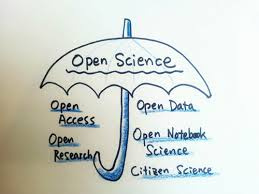 Open Science
Open
Access
Open
Research
Open Data
Open Notebook
Science
Citizen Science